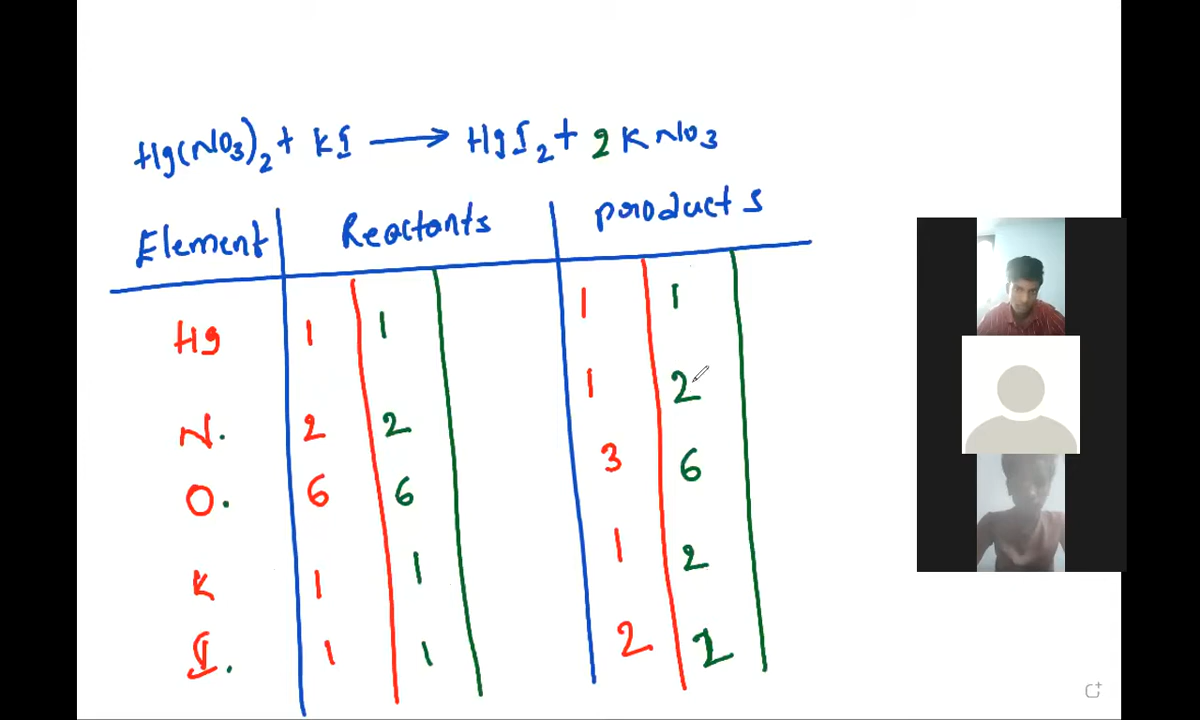 Hg(NO3)2 + KI → HgI2 + 2KNO3
Element Reactants products
Hg 1 1 1 1
N. 2 2 1 2
O. 6 6 3 6
K 1 1 1 2
I. 1 1 2 2